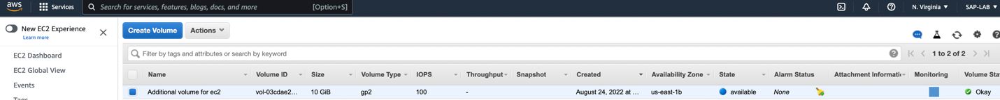 aws Services Search for services, features, blogs, docs, and more [Option+S] N. Virginia ▼ SAP-LAB ▼
New EC2 Experience
Learn more
EC2 Dashboard
EC2 Global View
Events
Tags
Create Volume Actions
Filter by tags and attributes or search by keyword 1 to 2 of 2
Name Volume ID Size Volume Type IOPS Throughput Snapshot Created Availability Zone State Alarm Status Attachment Informati Monitoring Volume Sta
Additional volume for ec2 vol-03cdae2... 10 GiB gp2 100 - August 24, 2022 at ... us-east-1b available None Okay